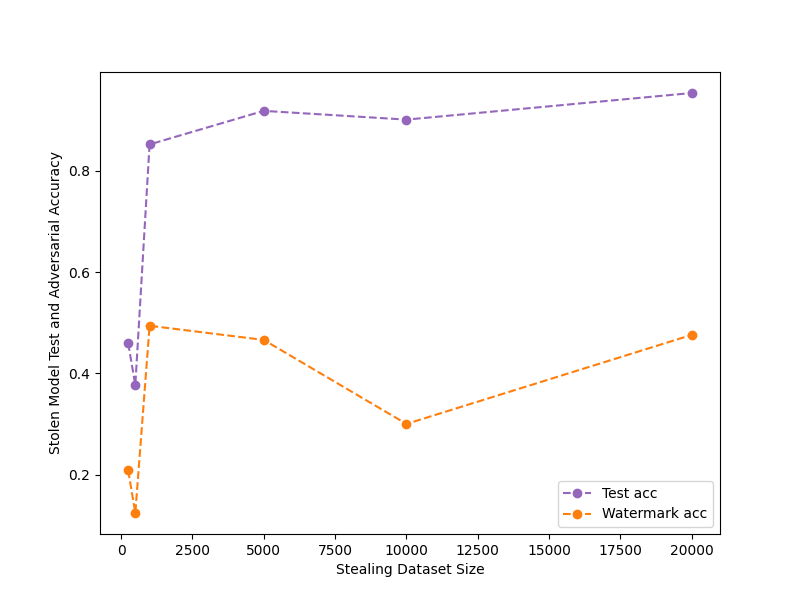 Stolen Model Test and Adversarial Accuracy
0.8
0.6
0.4
0.2
Test acc
Watermark acc
0 2500 5000 7500 10000 12500 15000 17500 20000
Stealing Dataset Size